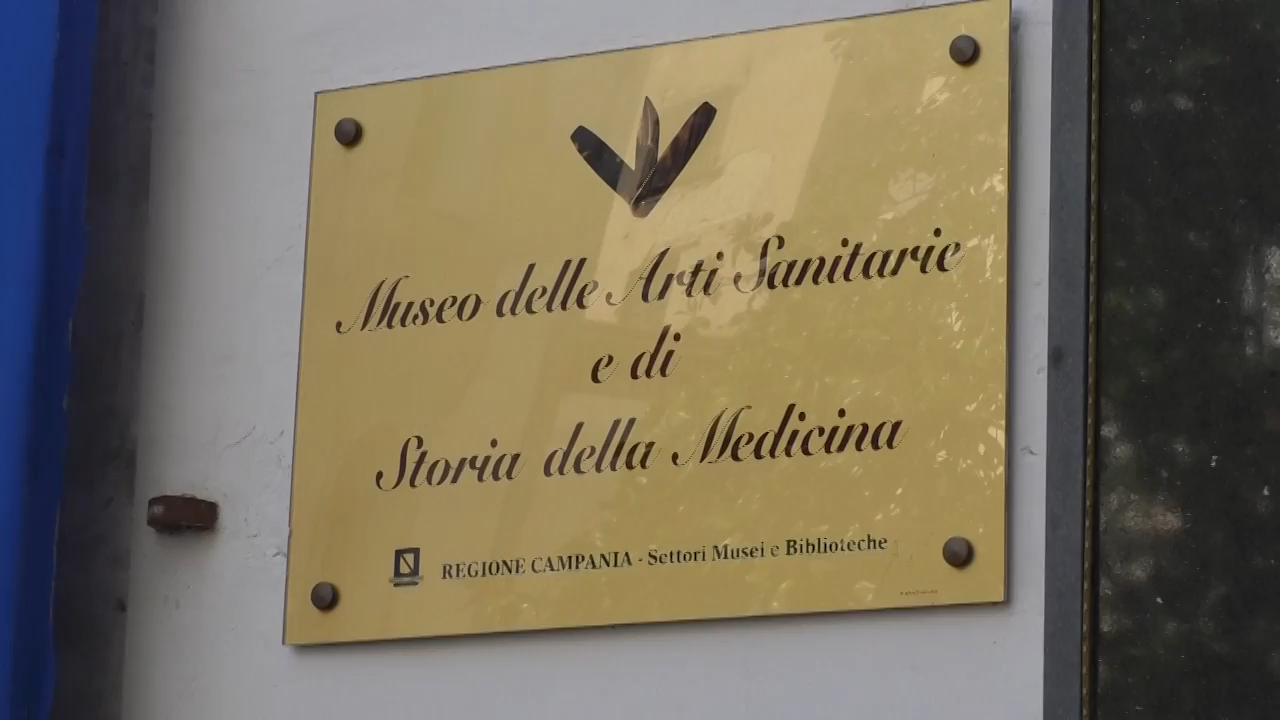 Museo delle Arti Sanitarie
e di
Storia della Medicina
REGIONE CAMPANIA - Settori Musei e Biblioteche